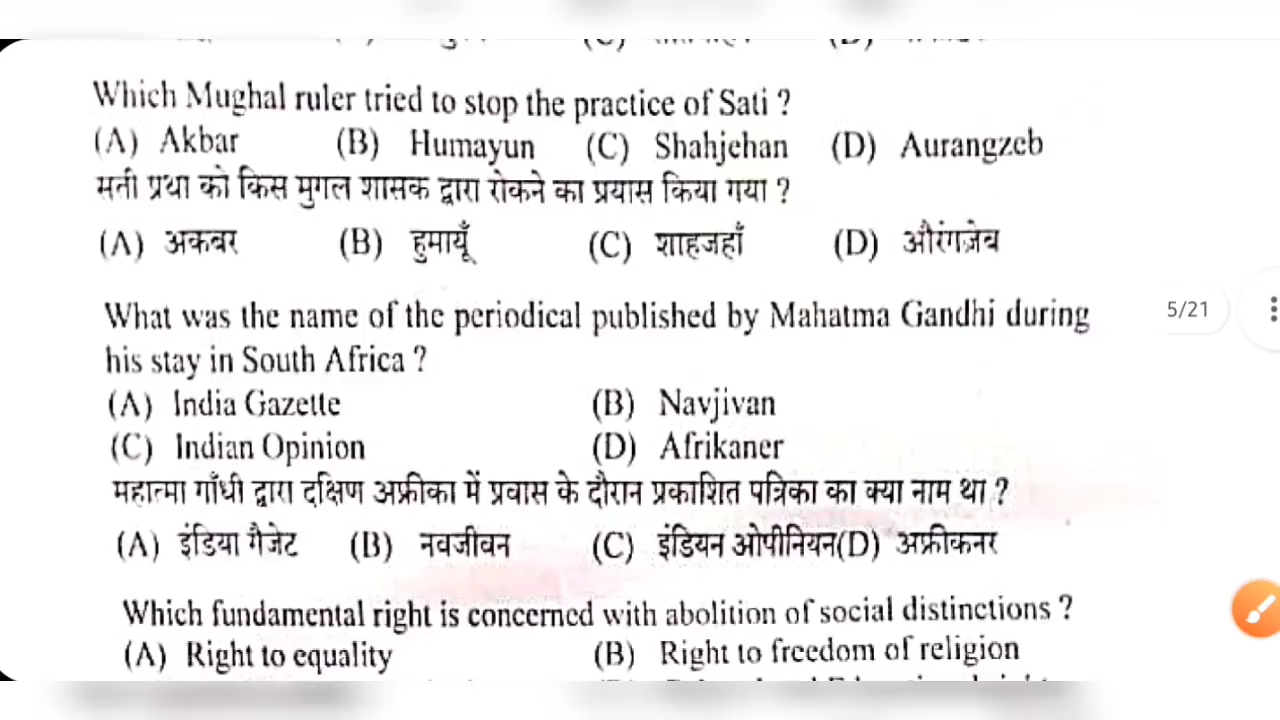 Which Mughal ruler tried to stop the practice of Sati ?
(A) Akbar (B) Humayun (C) Shahjehan (D) Aurangzeb
सती प्रथा को किस मुगल शासक द्वारा रोकने का प्रयास किया गया ?
(A) अकबर (B) हुमायूँ (C) शाहजहाँ (D) औरंगज़ेब
What was the name of the periodical published by Mahatma Gandhi during
5/21
his stay in South Africa ?
(A) India Gazette (B) Navjivan
(C) Indian Opinion (D) Afrikaner
महात्मा गाँधी द्वारा दक्षिण अफ्रीका में प्रवास के दौरान प्रकाशित पत्रिका का क्या नाम था ?
(A) इंडिया गैजेट (B) नवजीवन (C) इंडियन ओपीनियन(D) अफ्रीकनर
Which fundamental right is concerned with abolition of social distinctions ?
(A) Right to equality (B) Right to freedom of religion